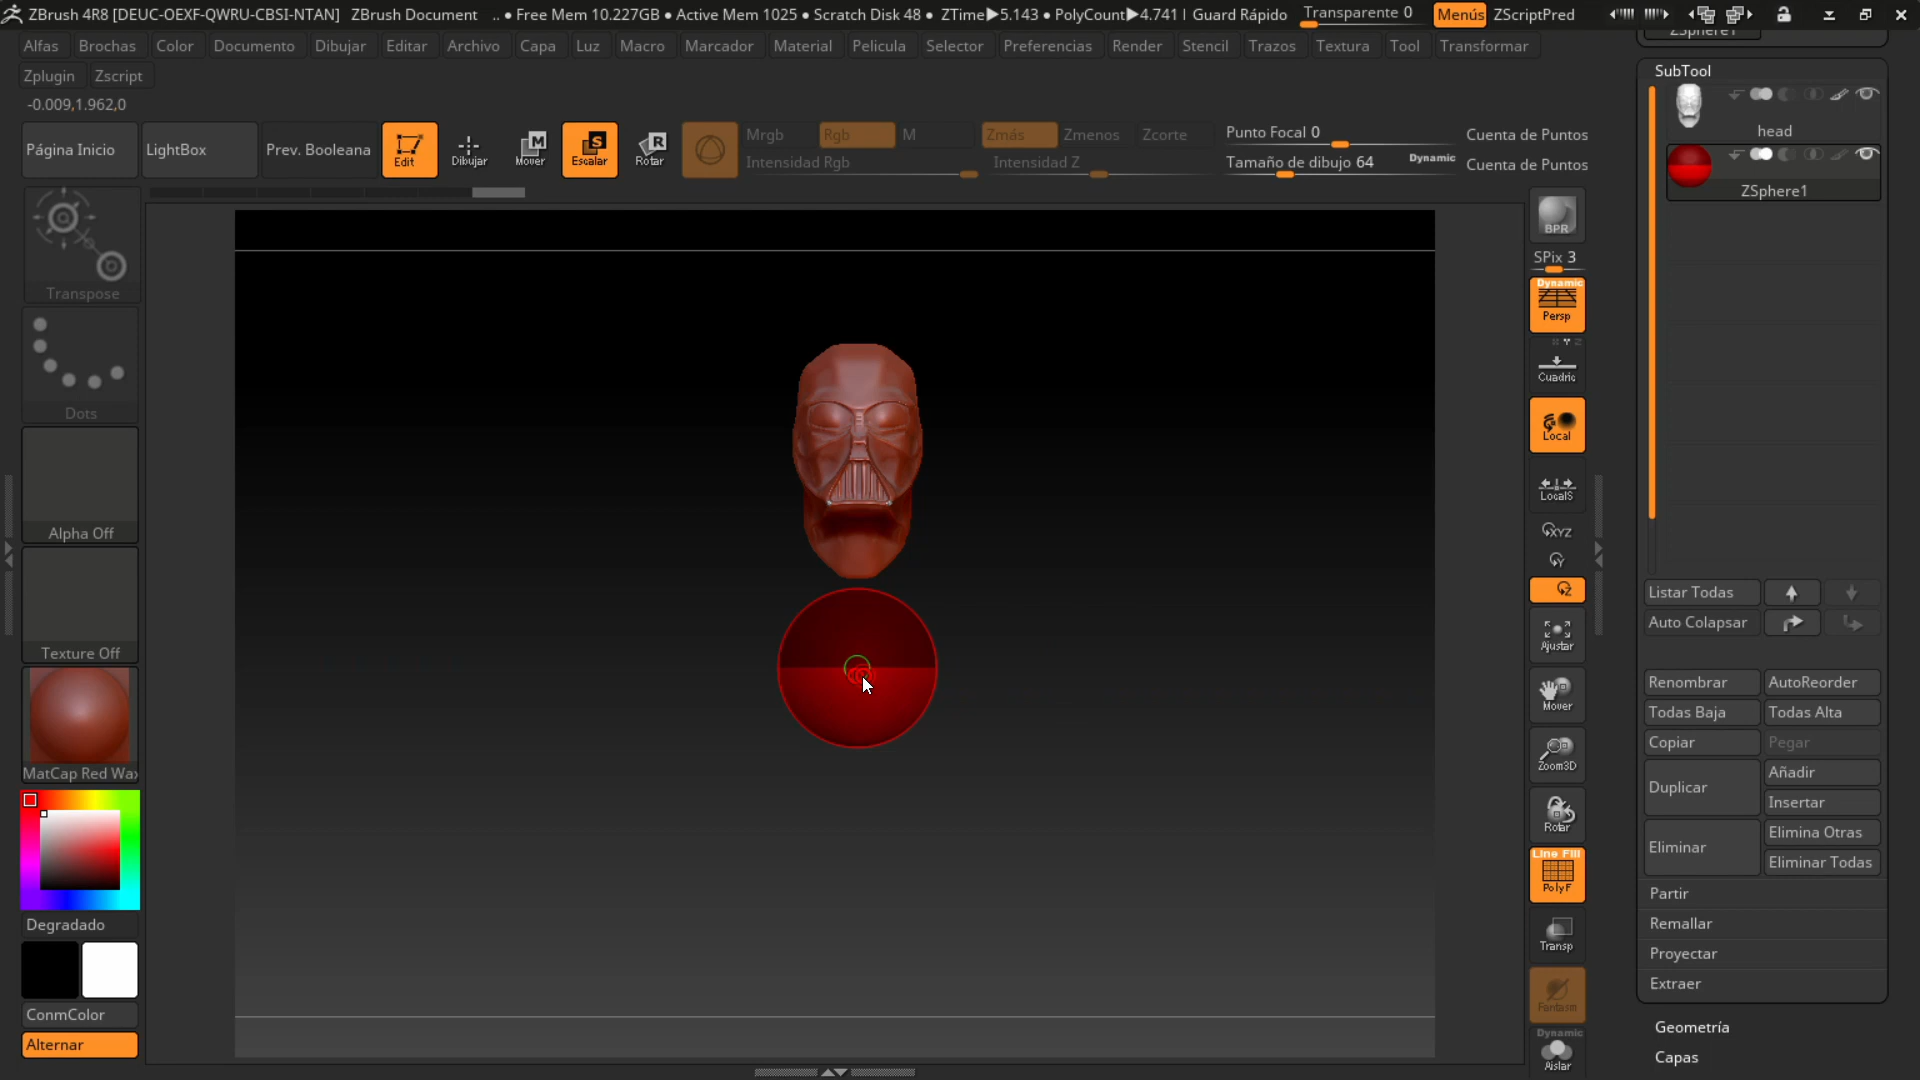 ZBrush 4R8 [DEUC-OEXF-QWRU-CBSI-NTAN] ZBrush Document .. ● Free Mem 10.227GB ● Active Mem 1025 ● Scratch Disk 48 ● ZTime▶5.143 ● PolyCount▶4.741 | Guard Rápido Transparente 0 Menús ZScriptPred
Alfas Brochas Color Documento Dibujar Editar Archivo Capa Luz Macro Marcador Material Pelicula Selector Preferencias Render Stencil Trazos Textura Tool Transformar
Zplugin Zscript
-0.009,1.962,0
Página Inicio LightBox Prev. Booleana Edit Dibujar Mover Escalar Rotar
Mrgb Rgb M Zmás Zmenos Zcorte Punto Focal 0 Cuenta de Puntos
Intensidad Rgb Intensidad Z Tamaño de dibujo 64 Dynamic Cuenta de Puntos
Transpose
Dots
Alpha Off
Texture Off
MatCap Red Wax
Degradado
ConmColor
Alternar
BPR
SPix 3
Dynamic
Persp
Cuadric
Local
LocalS
XYZ
Y
Z
Ajustar
Mover
Zoom3D
Rotar
Line Fill
PolyF
Transp
Fantasm
Dynamic
Aislar
ZSphere1
SubTool
head
ZSphere1
Listar Todas
Auto Colapsar
Renombrar AutoReorder
Todas Baja Todas Alta
Copiar Pegar
Duplicar Añadir
Insertar
Eliminar Elimina Otras
Eliminar Todas
Partir
Remallar
Proyectar
Extraer
Geometría
Capas